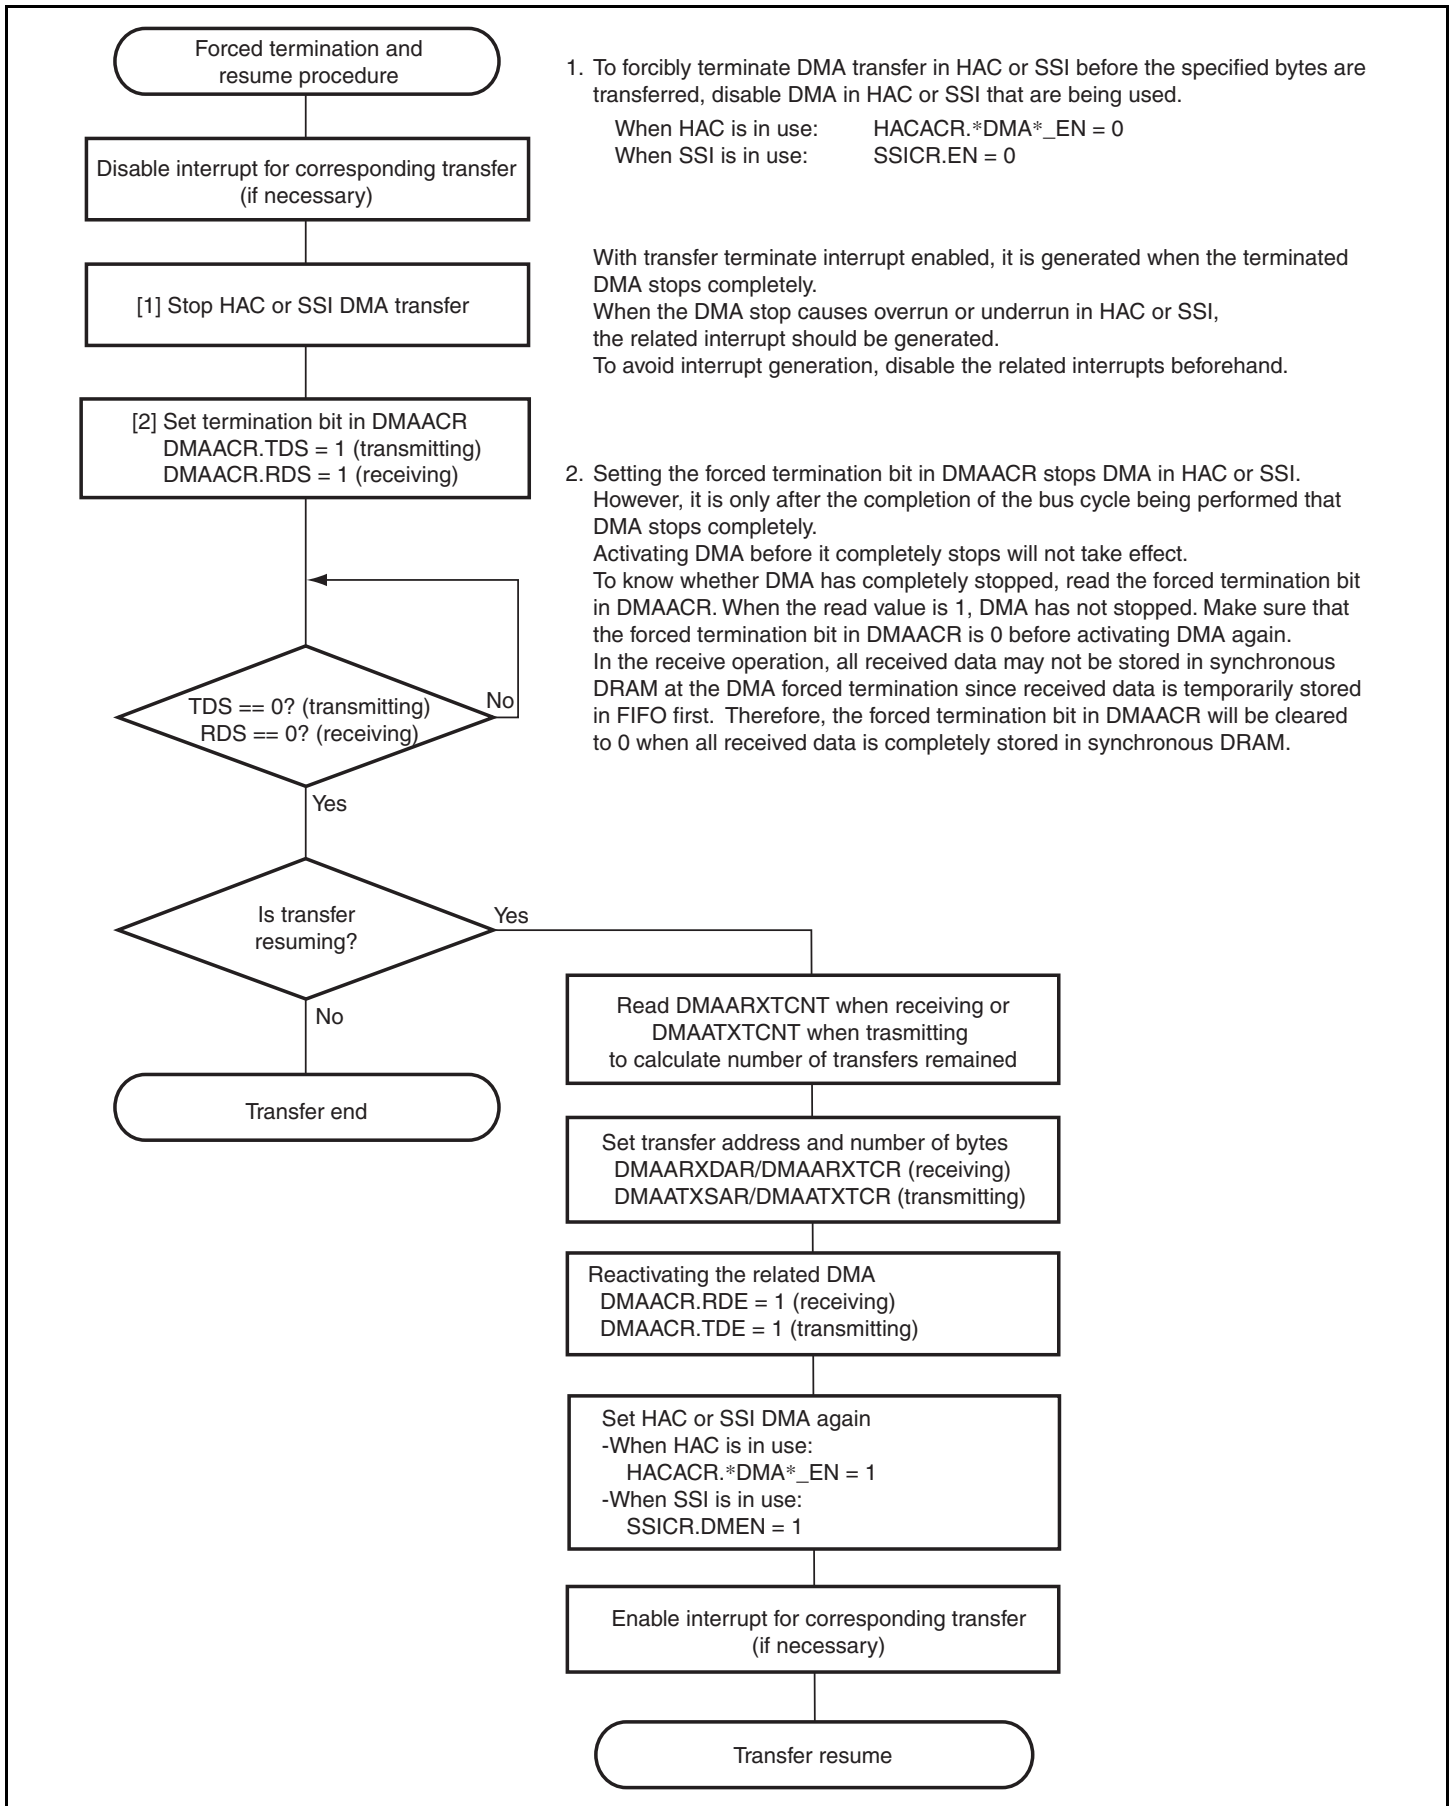 Forced termination and
resume procedure
Disable interrupt for corresponding transfer
(if necessary)
[1] Stop HAC or SSI DMA transfer
[2] Set termination bit in DMAACR
DMAACR.TDS = 1 (transmitting)
DMAACR.RDS = 1 (receiving)
TDS == 0? (transmitting)
RDS == 0? (receiving)
No
Yes
Is transfer
resuming?
Yes
No
Transfer end
1. To forcibly terminate DMA transfer in HAC or SSI before the specified bytes are
transferred, disable DMA in HAC or SSI that are being used.
When HAC is in use: HACACR.*DMA*_EN = 0
When SSI is in use: SSICR.EN = 0
With transfer terminate interrupt enabled, it is generated when the terminated
DMA stops completely.
When the DMA stop causes overrun or underrun in HAC or SSI,
the related interrupt should be generated.
To avoid interrupt generation, disable the related interrupts beforehand.
2. Setting the forced termination bit in DMAACR stops DMA in HAC or SSI.
However, it is only after the completion of the bus cycle being performed that
DMA stops completely.
Activating DMA before it completely stops will not take effect.
To know whether DMA has completely stopped, read the forced termination bit
in DMAACR. When the read value is 1, DMA has not stopped. Make sure that
the forced termination bit in DMAACR is 0 before activating DMA again.
In the receive operation, all received data may not be stored in synchronous
DRAM at the DMA forced termination since received data is temporarily stored
in FIFO first. Therefore, the forced termination bit in DMAACR will be cleared
to 0 when all received data is completely stored in synchronous DRAM.
Read DMAARXTCNT when receiving or
DMAATXTCNT when trasmitting
to calculate number of transfers remained
Set transfer address and number of bytes
DMAARXDAR/DMAARXTCR (receiving)
DMAATXSAR/DMAATXTCR (transmitting)
Reactivating the related DMA
DMAACR.RDE = 1 (receiving)
DMAACR.TDE = 1 (transmitting)
Set HAC or SSI DMA again
-When HAC is in use:
HACACR.*DMA*_EN = 1
-When SSI is in use:
SSICR.DMEN = 1
Enable interrupt for corresponding transfer
(if necessary)
Transfer resume